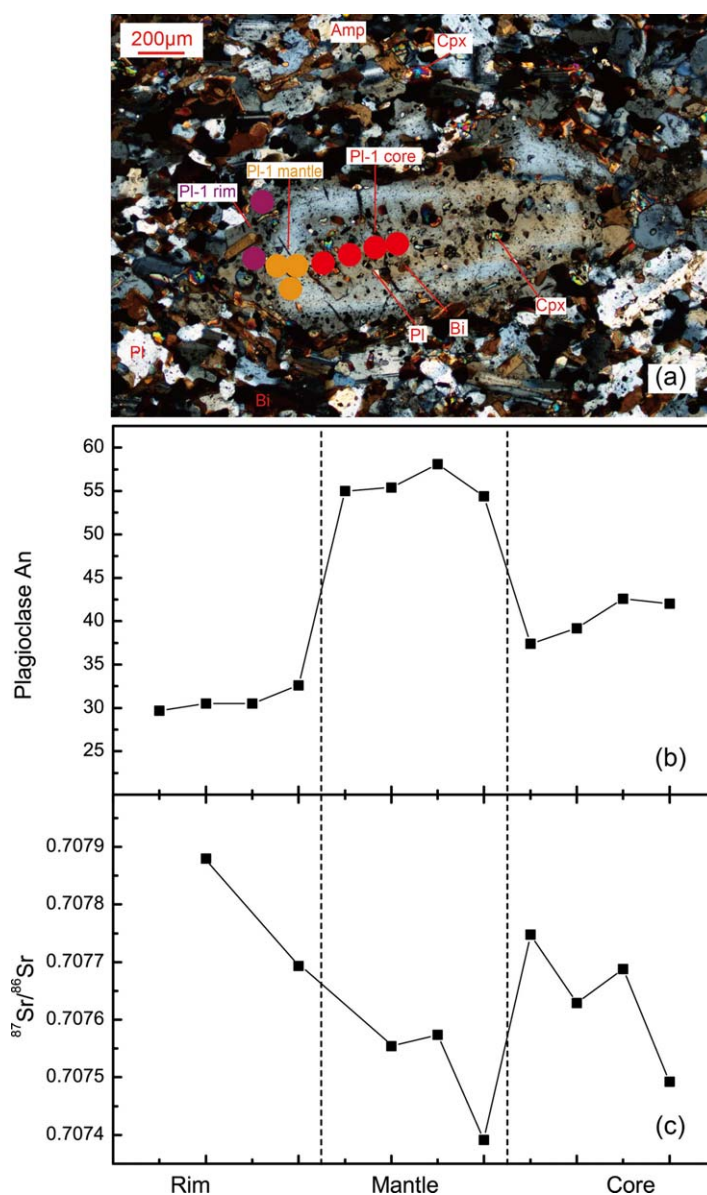 200μm
Amp
Cpx
Pl-1 core
Pl-1 mantle
Pl-1 rim
Cpx
Pl
Bi
Pl
Bi
(a)
60
55
50
45
40
35
30
25
Plagioclase An
(b)
0.7079
0.7078
0.7077
0.7076
0.7075
0.7074
87Sr/86Sr
(c)
Rim Mantle Core